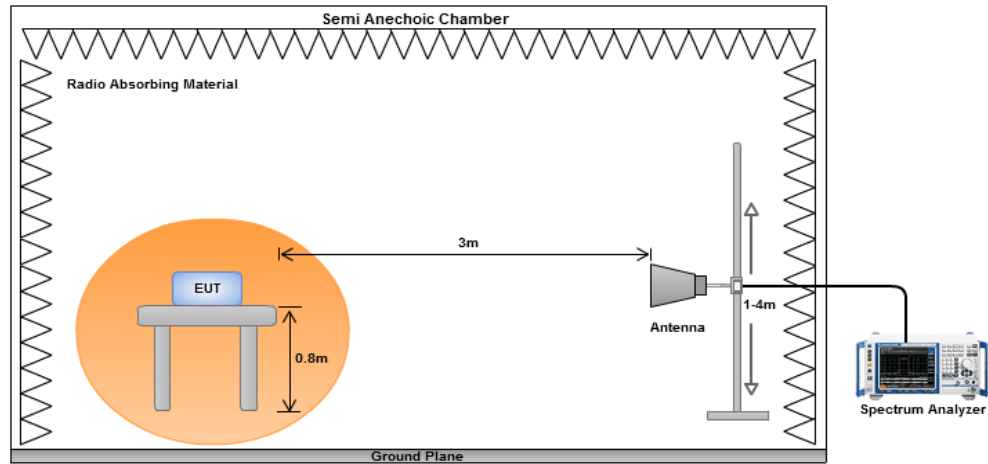 Semi Anechoic Chamber
Radio Absorbing Material
3m
EUT
0.8m
Antenna
1-4m
Spectrum Analyzer
Ground Plane